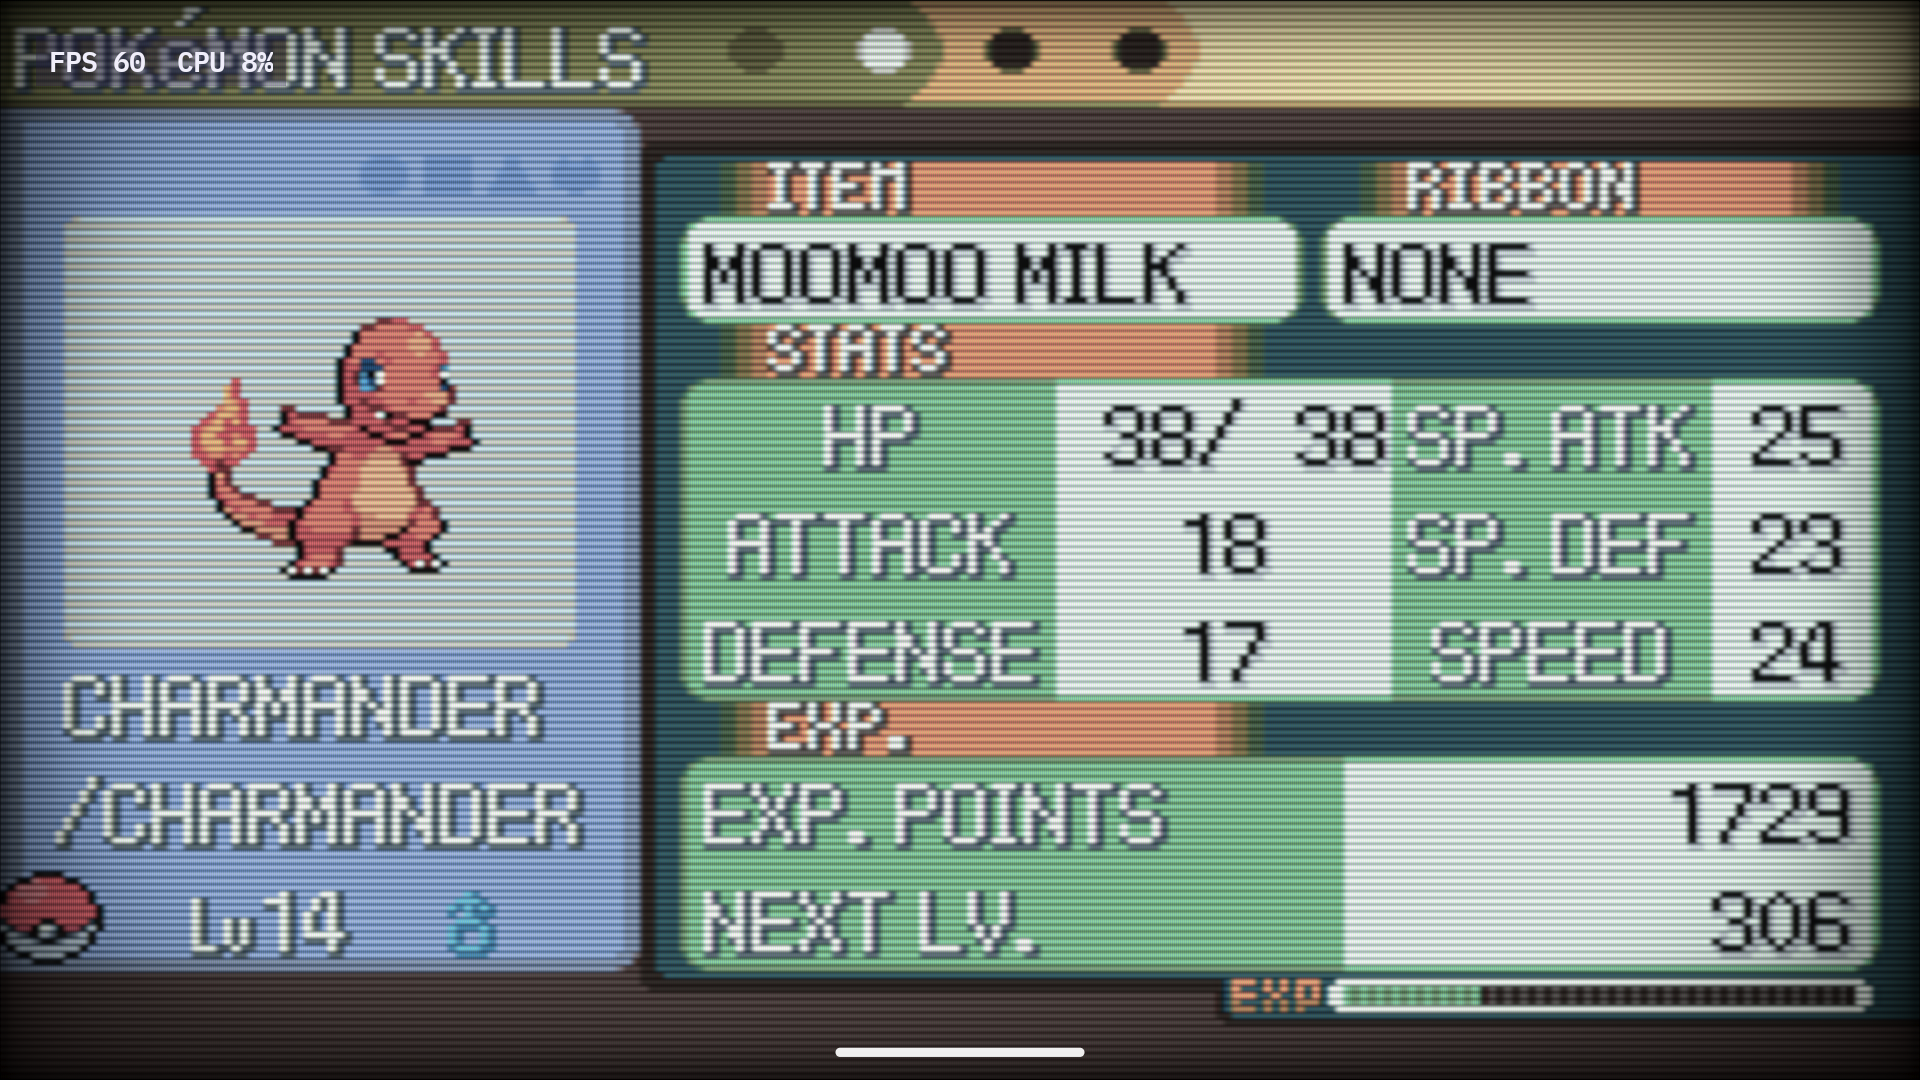 POKÉMON SKILLS
FPS 60 CPU 8%
ITEM RIBBON
MOOMOO MILK NONE
STATS
HP 38/ 38 SP. ATK 25
ATTACK 18 SP. DEF 23
DEFENSE 17 SPEED 24
CHARMANDER
EXP.
/CHARMANDER
EXP. POINTS 1729
Lv14 ♂
NEXT LV. 306
EXP